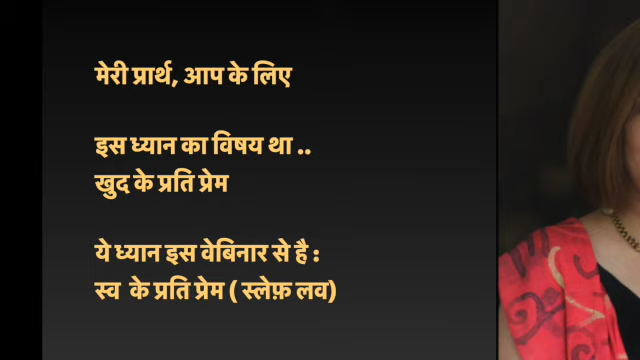 मेरी प्रार्थ, आप के लिए
इस ध्यान का विषय था ..
खुद के प्रति प्रेम
ये ध्यान इस वेबिनार से है :
स्व के प्रति प्रेम ( स्लेफ़ लव)